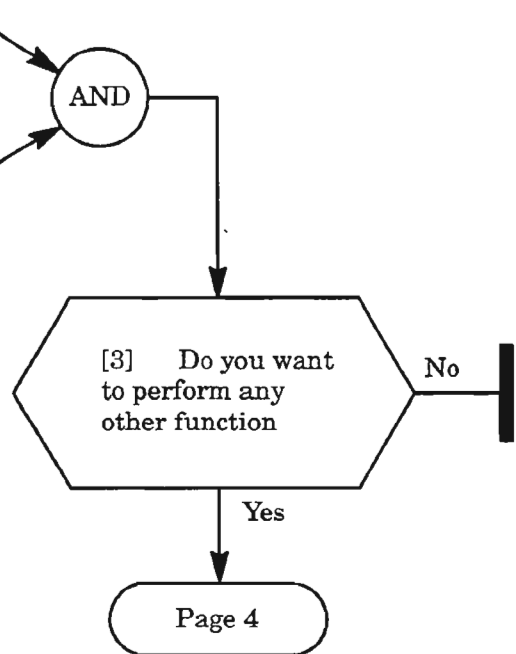 AND
[3] Do you want
to perform any
other function
No
Yes
Page 4